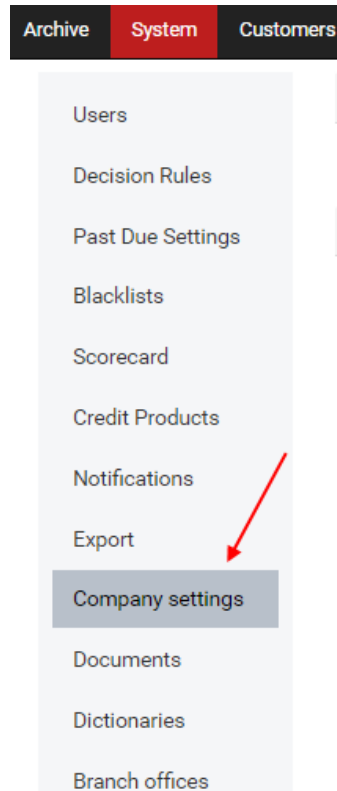 Archive System Customers
Users
Decision Rules
Past Due Settings
Blacklists
Scorecard
Credit Products
Notifications
Export
Company settings
Documents
Dictionaries
Branch offices